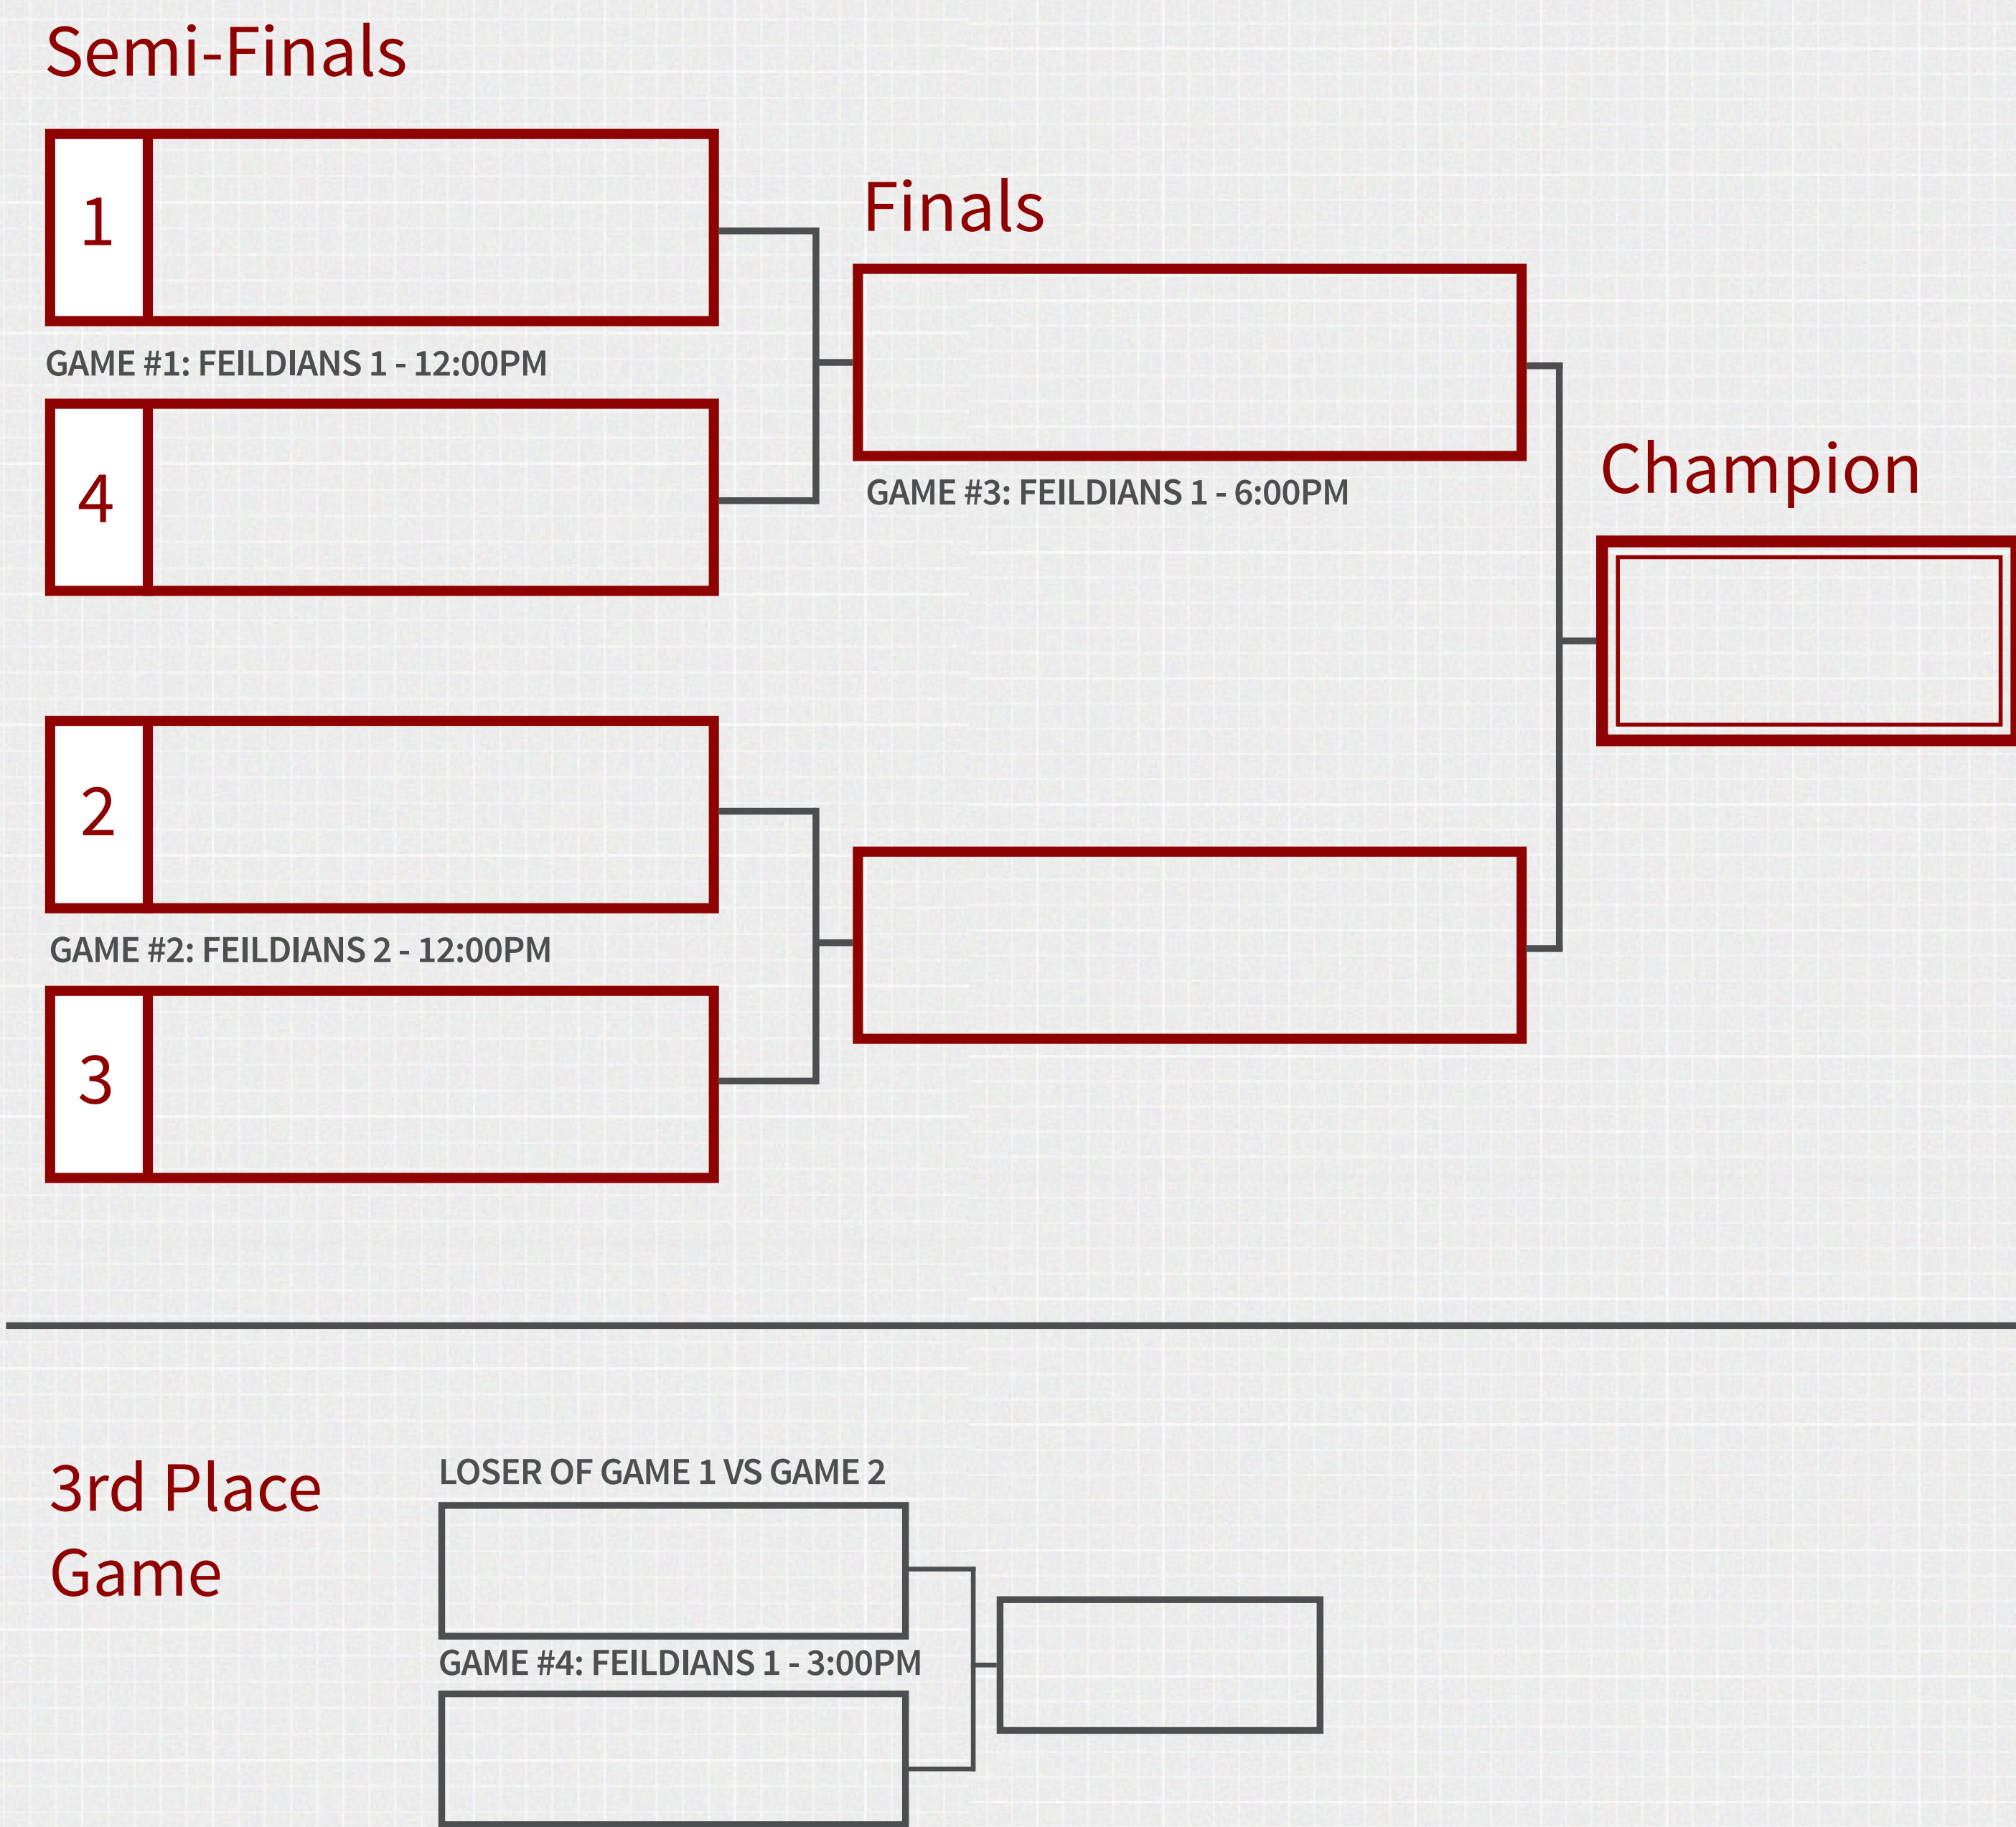 Semi-Finals
1
GAME #1: FEILDIANS 1 - 12:00PM
4
Finals
GAME #3: FEILDIANS 1 - 6:00PM
Champion
2
GAME #2: FEILDIANS 2 - 12:00PM
3
3rd Place
Game
LOSER OF GAME 1 VS GAME 2
GAME #4: FEILDIANS 1 - 3:00PM